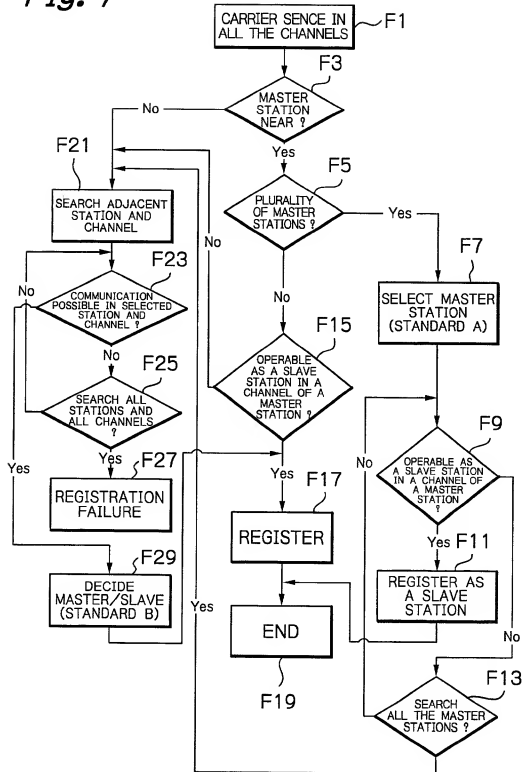 Fig. 7
CARRIER SENCE IN
ALL THE CHANNELS
F1
F3
MASTER
STATION
NEAR ?
No
Yes
F5
PLURALITY
OF MASTER
STATIONS ?
Yes
No
F7
SELECT MASTER
STATION
(STANDARD A)
F21
SEARCH ADJACENT
STATION AND
CHANNEL
No
F23
COMMUNICATION
POSSIBLE IN SELECTED
STATION AND
CHANNEL ?
No
No
Yes
F25
SEARCH ALL
STATIONS AND
ALL CHANNELS
?
Yes
F27
REGISTRATION
FAILURE
F29
DECIDE
MASTER/SLAVE
(STANDARD B)
F15
OPERABLE
AS A SLAVE
STATION IN A
CHANNEL OF A
MASTER
STATION ?
Yes
F17
REGISTER
END
F19
Yes
F9
OPERABLE AS
A SLAVE STATION
IN A CHANNEL OF
A MASTER
STATION
?
No
Yes
F11
REGISTER AS
A SLAVE
STATION
No
F13
SEARCH
ALL THE MASTER
STATIONS ?